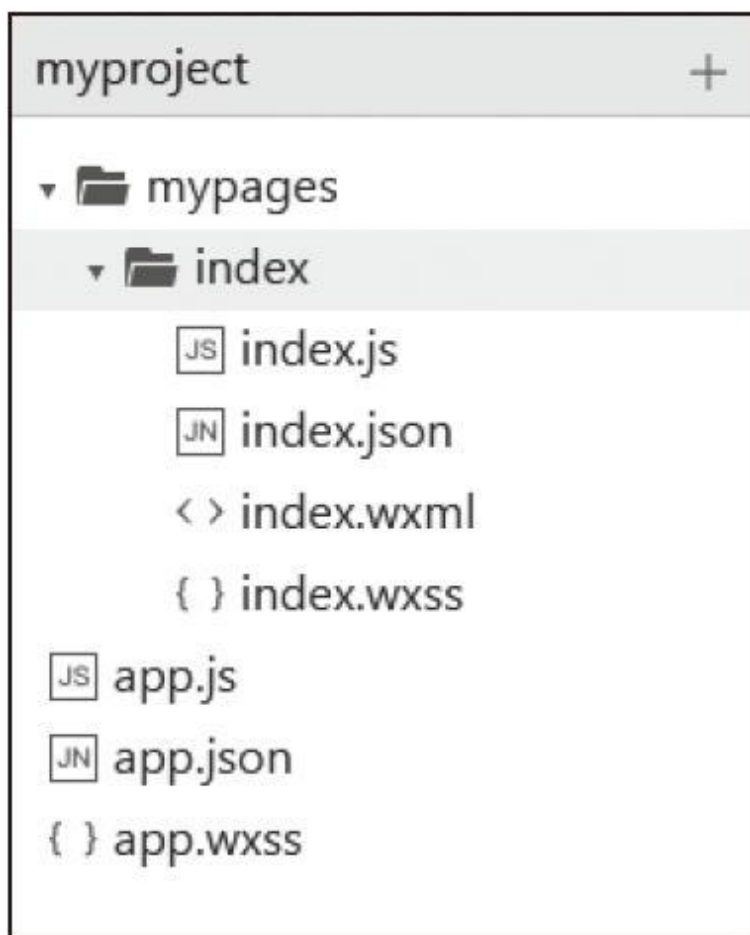 myproject +
mypages
index
JS index.js
JN index.json
< > index.wxml
{ } index.wxss
JS app.js
JN app.json
{ } app.wxss